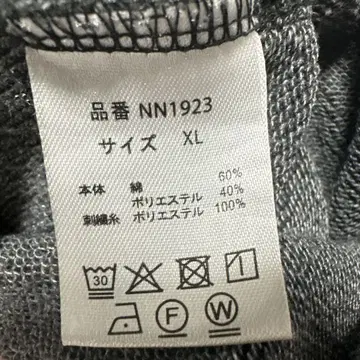 品番 NN1923
サイズ XL
本体 綿 60%
ポリエステル 40%
刺繍糸 ポリエステル 100%
30
F W